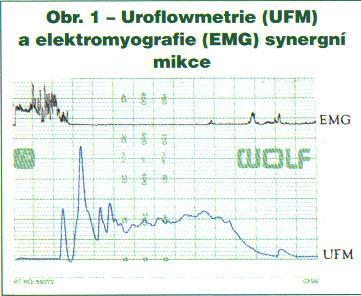 Obr. 1 – Uroflowmetrie (UFM)
a elektromyografie (EMG) synergní
mikce
EMG
WOLF
UFM